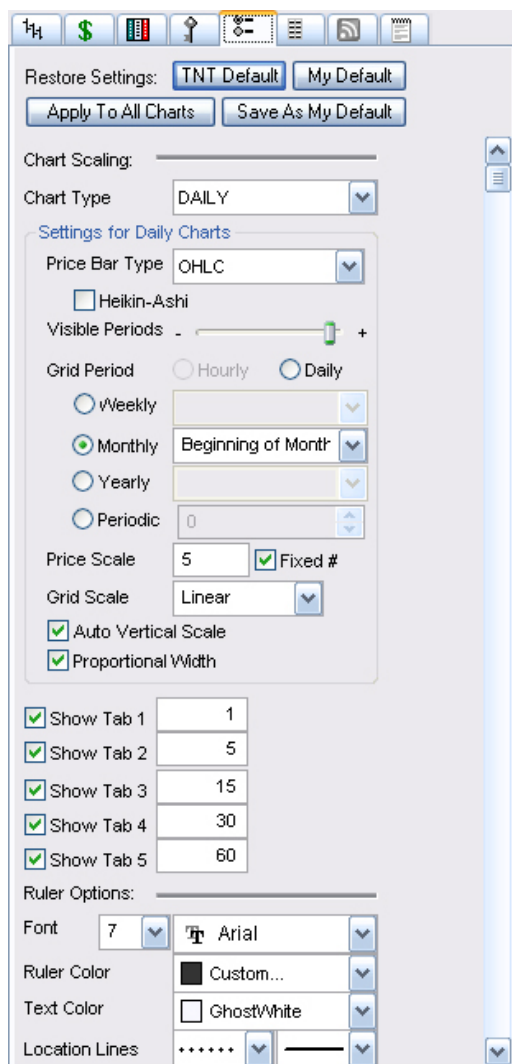 $
Restore Settings: TNT Default My Default
Apply To All Charts Save As My Default
Chart Scaling:
Chart Type DAILY
Settings for Daily Charts
Price Bar Type OHLC
Heikin-Ashi
Visible Periods - +
Grid Period Hourly Daily
Weekly
Monthly Beginning of Month
Yearly
Periodic 0
Price Scale 5 Fixed #
Grid Scale Linear
Auto Vertical Scale
Proportional Width
Show Tab 1 1
Show Tab 2 5
Show Tab 3 15
Show Tab 4 30
Show Tab 5 60
Ruler Options:
Font 7 Arial
Ruler Color Custom...
Text Color GhostWhite
Location Lines